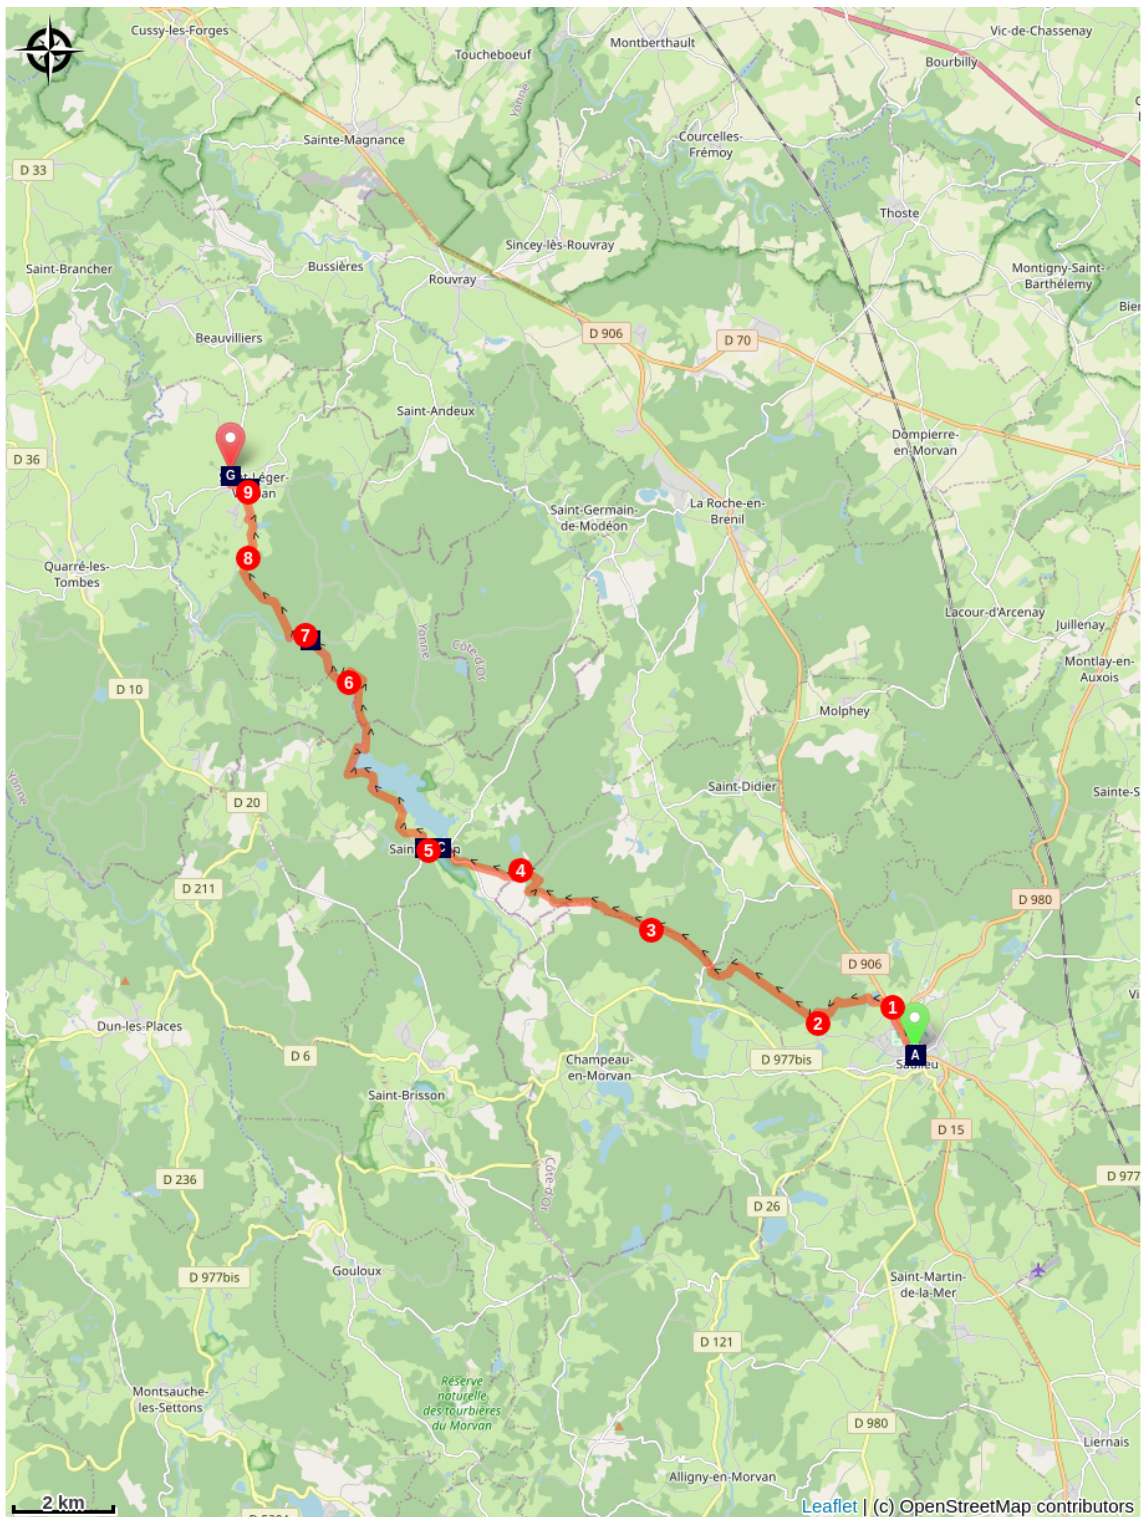 Cussy-les-Forges
Vic-de-Chassenay
Montberthault
Toucheboeuf
Bourbilly
Yonne
Sainte-Magnance
Courcelles-
Frémoy
D 33
Thoste
Sincey-lès-Rouvray
Saint-Brancher
Bussières
Rouvray
Montigny-Saint-
Barthélemy
Beauvilliers
D 906
D 70
Saint-Andeux
Dompierre-
en-Morvan
D 36
G
9
La Roche-en-
Brenil
Saint-Germain-
de-Modéon
8
Quarré-les-
Tombes
Lacour-d'Arcenay
Juillenay
7
Yonne
Côte-d'Or
Montlay-en-
Auxois
6
D 10
Molphey
Yonne
Saint-Didier
D 20
Sainte-S
5
C
4
D 211
D 980
3
D 906
1
2
Dun-les-Places
A
D 6
D 977bis
Champeau-
en-Morvan
Saint-Brisson
D 15
D 236
Côte-d'Or
D 977
D 26
Gouloux
D 977bis
Saint-Martin-
de-la-Mer
D 121
Réserve
naturelle
des tourbières
du Morvan
Montsauche-
les-Settons
D 980
Liernais
Alligny-en-Morvan
2 km
Leaflet | (c) OpenStreetMap contributors